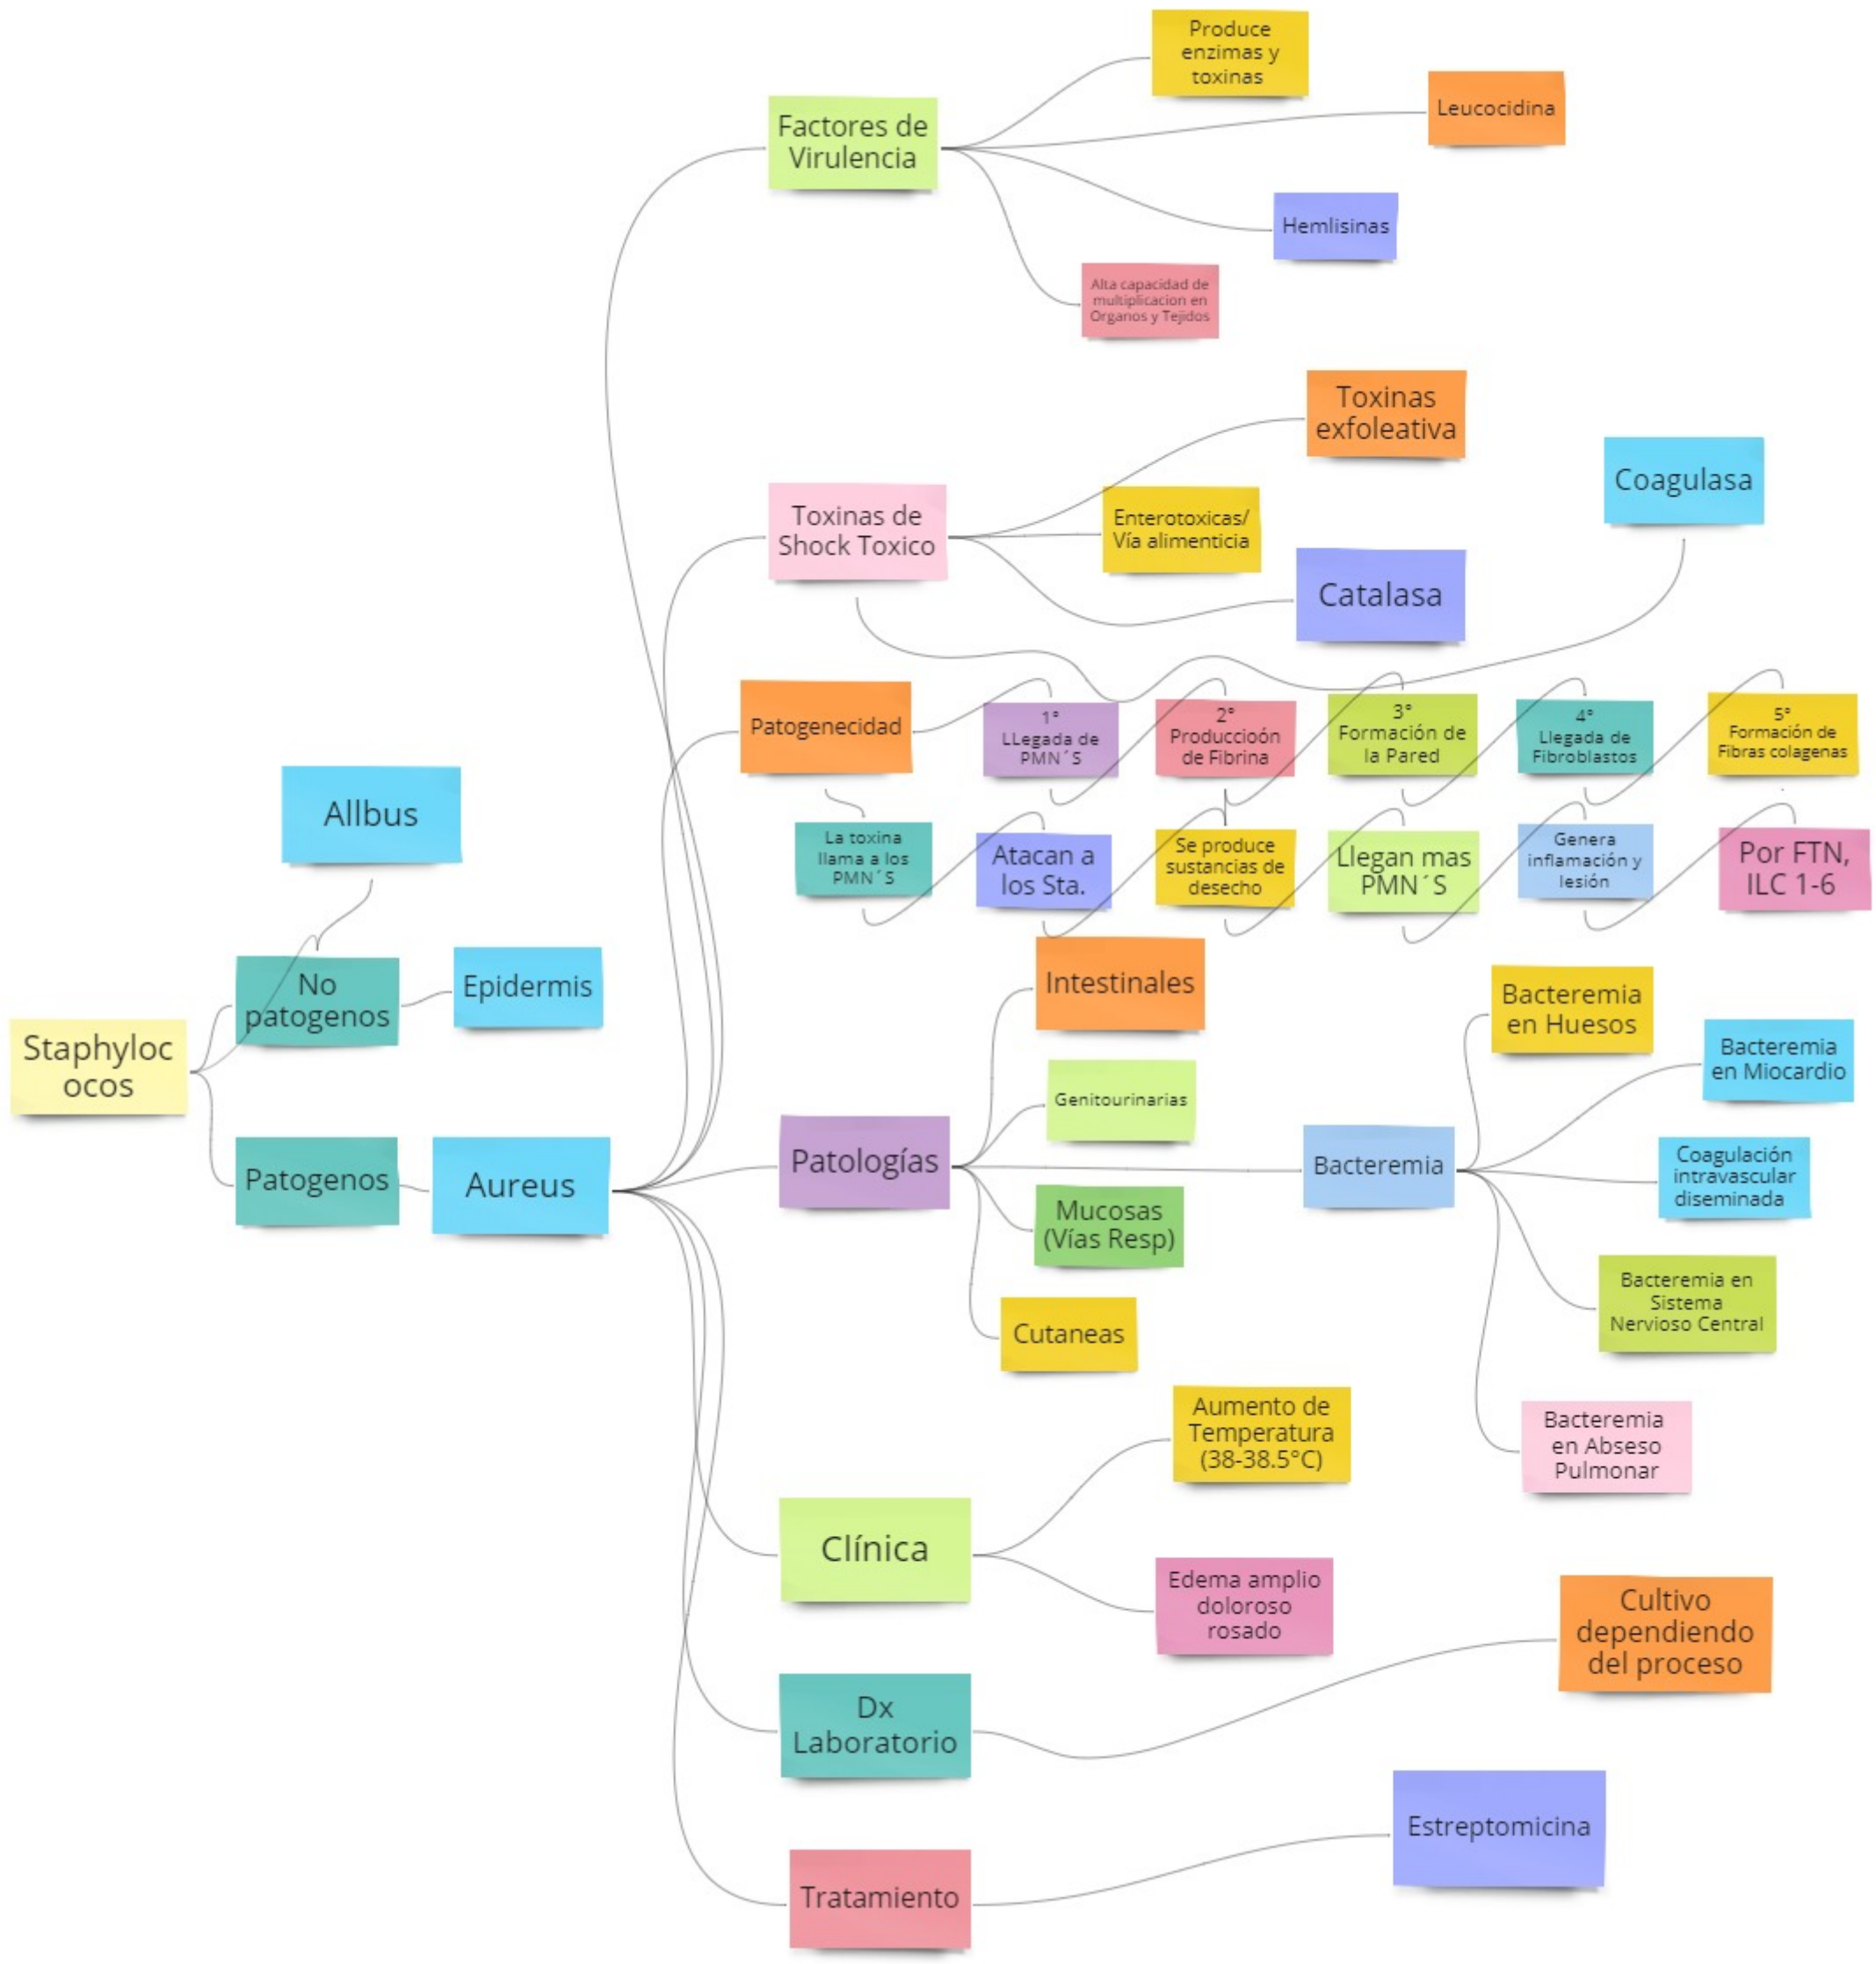 Produce
enzimas y
toxinas
Leucocidina
Factores de
Virulencia
Hemlisinas
Alta capacidad de
multiplicacion en
Organos y Tejidos
Toxinas
exfoleativa
Coagulasa
Toxinas de
Shock Toxico
Enterotoxicas/
Vía alimenticia
Catalasa
Patogenecidad
1°
LLegada de
PMN´S
2°
Produccioón
de Fibrina
3°
Formación de
la Pared
4°
Llegada de
Fibroblastos
5°
Formación de
Fibras colagenas
La toxina
llama a los
PMN´S
Atacan a
los Sta.
Se produce
sustancias de
desecho
Llegan mas
PMN´S
Genera
inflamación y
lesión
Por FTN,
ILC 1-6
Allbus
No
patogenos
Epidermis
Staphyloc
ocos
Patogenos
Aureus
Intestinales
Genitourinarias
Patologías
Mucosas
(Vías Resp)
Cutaneas
Bacteremia
Bacteremia
en Huesos
Bacteremia
en Miocardio
Coagulación
intravascular
diseminada
Bacteremia en
Sistema
Nervioso Central
Bacteremia
en Abseso
Pulmonar
Aumento de
Temperatura
(38-38.5°C)
Clínica
Edema amplio
doloroso
rosado
Cultivo
dependiendo
del proceso
Dx
Laboratorio
Estreptomicina
Tratamiento